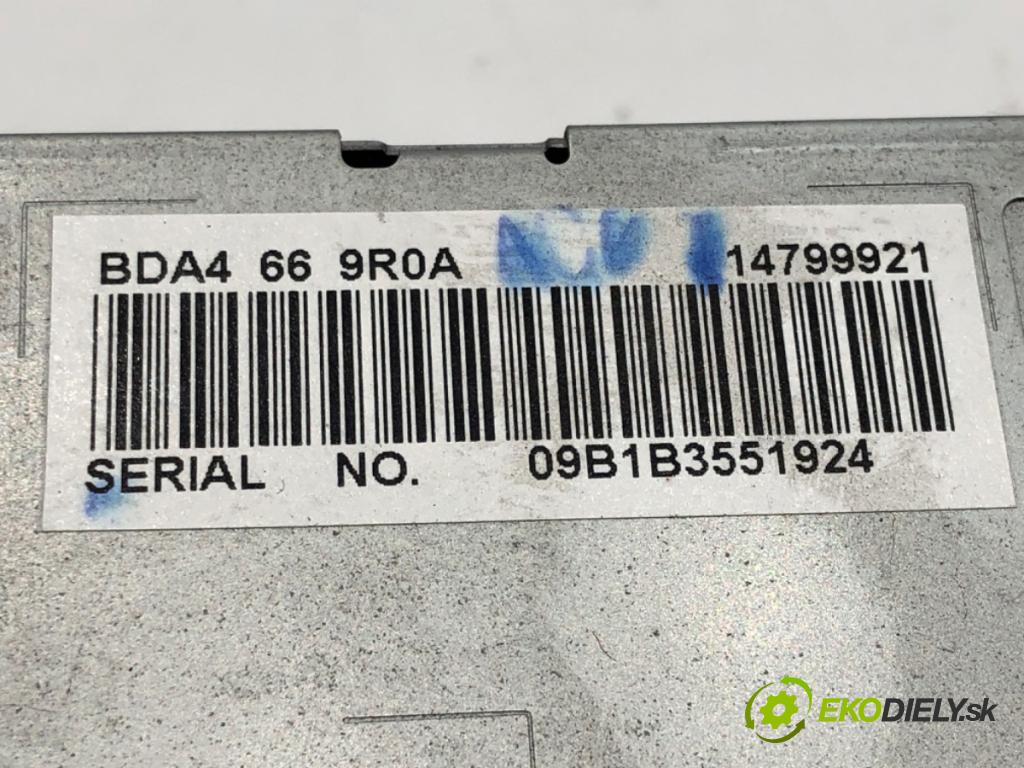 BDA4 66 9R0A 14799921
SERIAL NO. 09B1B3551924
EKODIELY.sk